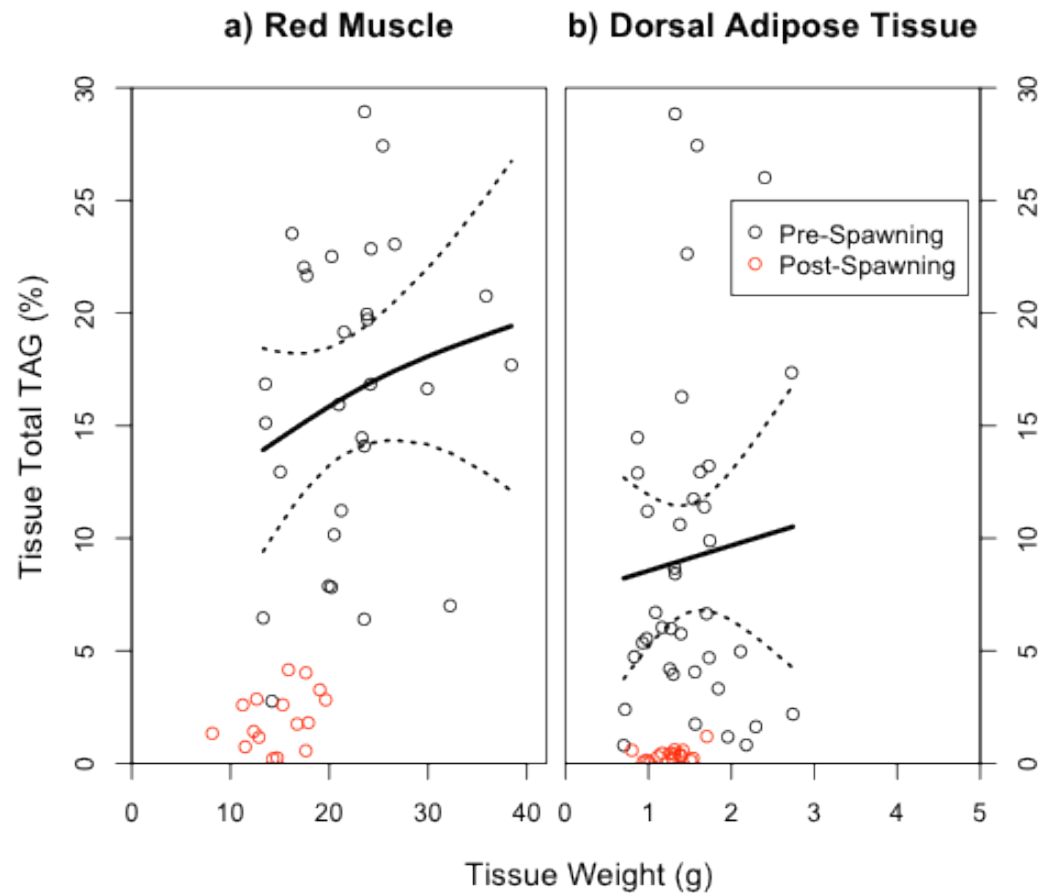 a) Red Muscle
b) Dorsal Adipose Tissue
Tissue Total TAG (%)
30
25
20
15
10
5
0
0 10 20 30 40
Pre-Spawning
Post-Spawning
30
25
20
15
10
5
0
0 1 2 3 4 5
Tissue Weight (g)